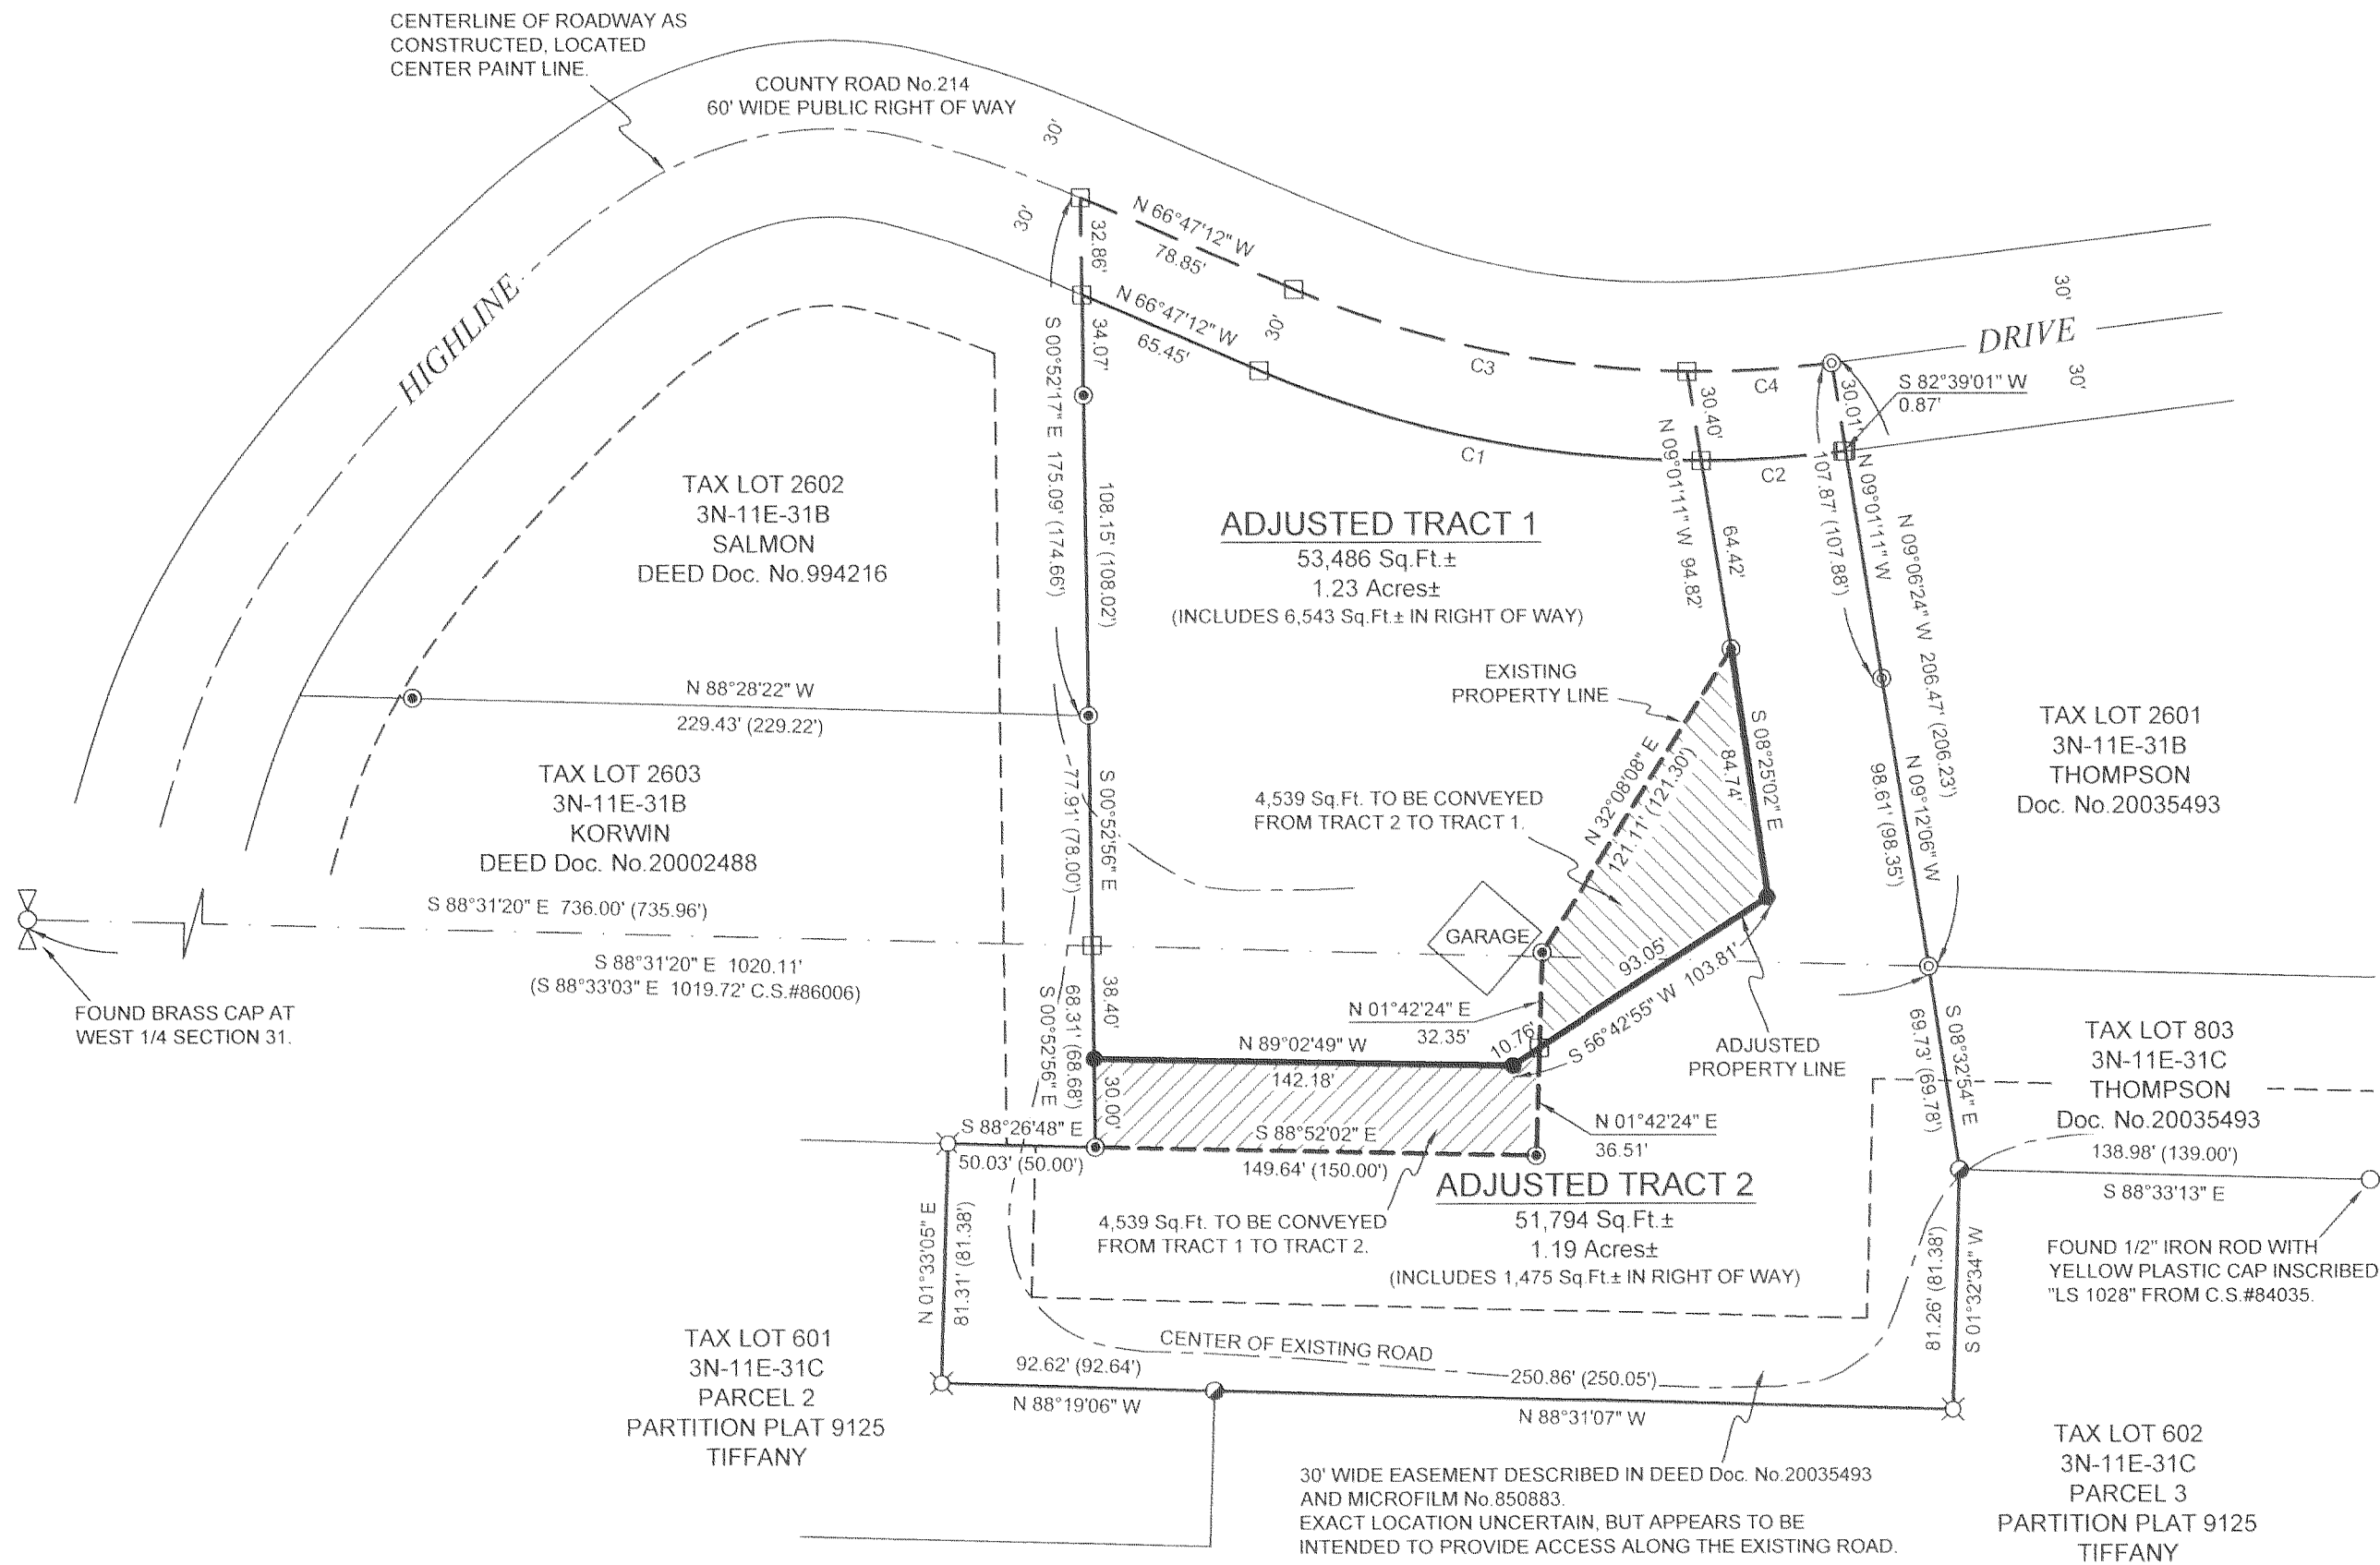 CENTERLINE OF ROADWAY AS
CONSTRUCTED, LOCATED
CENTER PAINT LINE.
COUNTY ROAD No.214
60' WIDE PUBLIC RIGHT OF WAY
30'
30'
HIGHLINE
N 66°47'12" W
78.85'
32.86'
N 66°47'12" W
65.45'
30'
34.07'
S 00°52'17" E 175.09' (174.66')
108.15' (108.02')
C3
C4
C1
C2
30'
DRIVE
30'
S 82°39'01" W
0.87'
30.01'
30.40'
N 09°01'11" W 94.82'
64.42'
107.87' (107.88')
N 09°01'11" W
N 09°06'24" W 206.47' (206.23')
TAX LOT 2602
3N-11E-31B
SALMON
DEED Doc. No.994216
ADJUSTED TRACT 1
53,486 Sq.Ft.±
1.23 Acres±
(INCLUDES 6,543 Sq.Ft.± IN RIGHT OF WAY)
EXISTING
PROPERTY LINE
N 88°28'22" W
229.43' (229.22')
TAX LOT 2601
3N-11E-31B
THOMPSON
Doc. No.20035493
TAX LOT 2603
3N-11E-31B
KORWIN
DEED Doc. No.20002488
77.91' (78.00')
S 00°52'56" E
4,539 Sq.Ft. TO BE CONVEYED
FROM TRACT 2 TO TRACT 1.
N 32°08'08" E
121.11' (121.30')
S 08°25'02" E
84.74'
98.61' (98.35')
N 09°12'06" W
S 88°31'20" E 736.00' (735.96')
S 88°31'20" E 1020.11'
(S 88°33'03" E 1019.72' C.S.#86006)
FOUND BRASS CAP AT
WEST 1/4 SECTION 31.
GARAGE
93.05'
S 56°42'55" W 103.81'
10.76'
N 01°42'24" E
32.35'
38.40'
68.31' (68.68')
S 00°52'56" E
N 89°02'49" W
142.18'
30.00'
ADJUSTED
PROPERTY LINE
69.73' (69.78')
S 08°32'54" E
TAX LOT 803
3N-11E-31C
THOMPSON
Doc. No.20035493
138.98' (139.00')
S 88°33'13" E
S 88°26'48" E
50.03' (50.00')
S 88°52'02" E
149.64' (150.00')
N 01°42'24" E
36.51'
ADJUSTED TRACT 2
51,794 Sq.Ft.±
1.19 Acres±
(INCLUDES 1,475 Sq.Ft.± IN RIGHT OF WAY)
4,539 Sq.Ft. TO BE CONVEYED
FROM TRACT 1 TO TRACT 2.
N 01°33'05" E
81.31' (81.38')
81.26' (81.38')
S 01°32'34" W
FOUND 1/2" IRON ROD WITH
YELLOW PLASTIC CAP INSCRIBED
"LS 1028" FROM C.S.#84035.
CENTER OF EXISTING ROAD
92.62' (92.64')
N 88°19'06" W
250.86' (250.05')
N 88°31'07" W
TAX LOT 601
3N-11E-31C
PARCEL 2
PARTITION PLAT 9125
TIFFANY
30' WIDE EASEMENT DESCRIBED IN DEED Doc. No.20035493
AND MICROFILM No.850883.
EXACT LOCATION UNCERTAIN, BUT APPEARS TO BE
INTENDED TO PROVIDE ACCESS ALONG THE EXISTING ROAD.
TAX LOT 602
3N-11E-31C
PARCEL 3
PARTITION PLAT 9125
TIFFANY